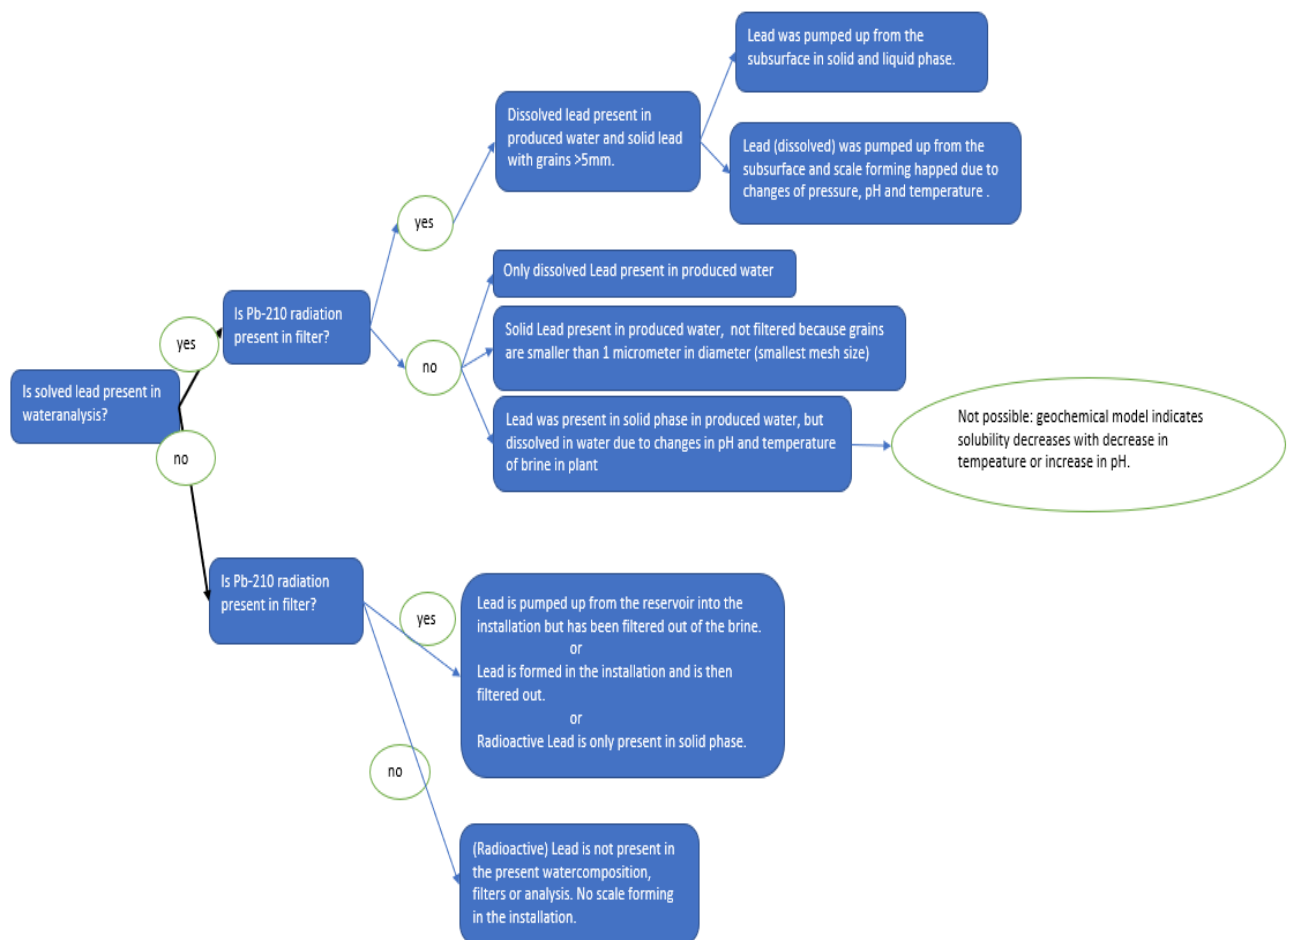 Lead was pumped up from the
subsurface in solid and liquid phase.
Dissolved lead present in
produced water and solid lead
with grains >5mm.
Lead (dissolved) was pumped up from the
subsurface and scale forming happed due to
changes of pressure, pH and temperature .
yes
Only dissolved Lead present in produced water
Is Pb-210 radiation
present in filter?
Solid Lead present in produced water, not filtered because grains
are smaller than 1 micrometer in diameter (smallest mesh size)
yes
no
Is solved lead present in
wateranalysis?
Lead was present in solid phase in produced water, but
dissolved in water due to changes in pH and temperature
of brine in plant
Not possible: geochemical model indicates
solubility decreases with decrease in
tempeature or increase in pH.
no
Is Pb-210 radiation
present in filter?
yes
Lead is pumped up from the reservoir into the
installation but has been filtered out of the brine.
or
Lead is formed in the installation and is then
filtered out.
or
Radioactive Lead is only present in solid phase.
no
(Radioactive) Lead is not present in
the present watercomposition,
filters or analysis. No scale forming
in the installation.